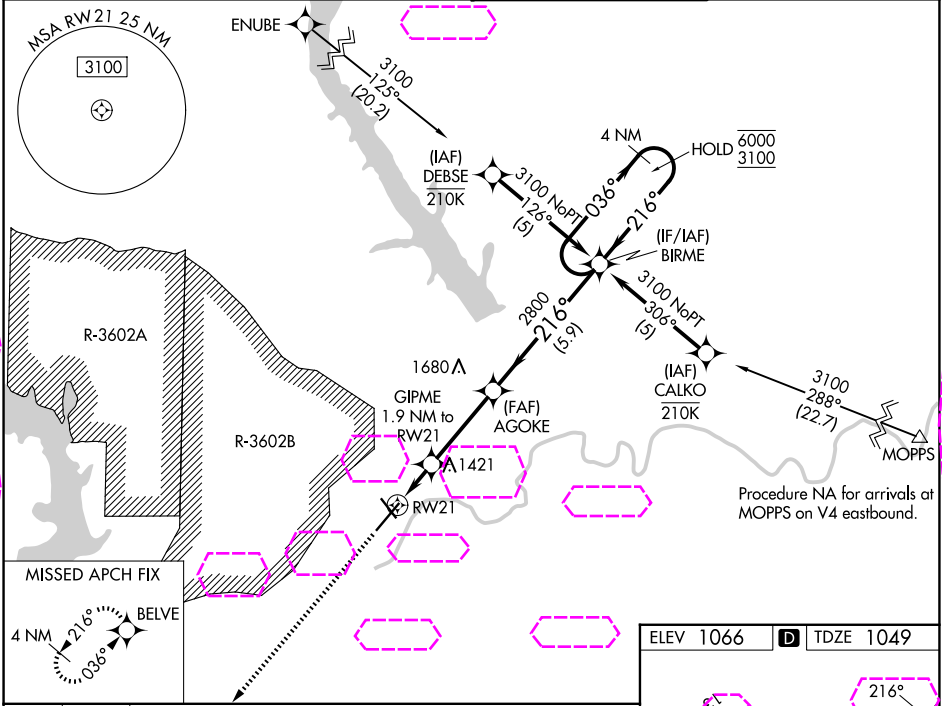 MSA RW21 25 NM
3100
ENUBE
3100
125°
(20.2)
4 NM
HOLD 6000
3100
036°
216°
(IAF)
DEBSE
210K
3100 NoPT
126°
(5)
(IF/IAF)
BIRME
3100 NoPT
306°
(5)
2800
216°
(5.9)
(IAF)
CALKO
210K
3100
288°
(22.7)
MOPPS
R-3602A
R-3602B
1680
GIPME
1.9 NM to
RW21
(FAF)
AGOKE
1421
RW21
Procedure NA for arrivals at
MOPPS on V4 eastbound.
MISSED APCH FIX
BELVE
4 NM
216°
036°
ELEV 1066 D TDZE 1049
216°